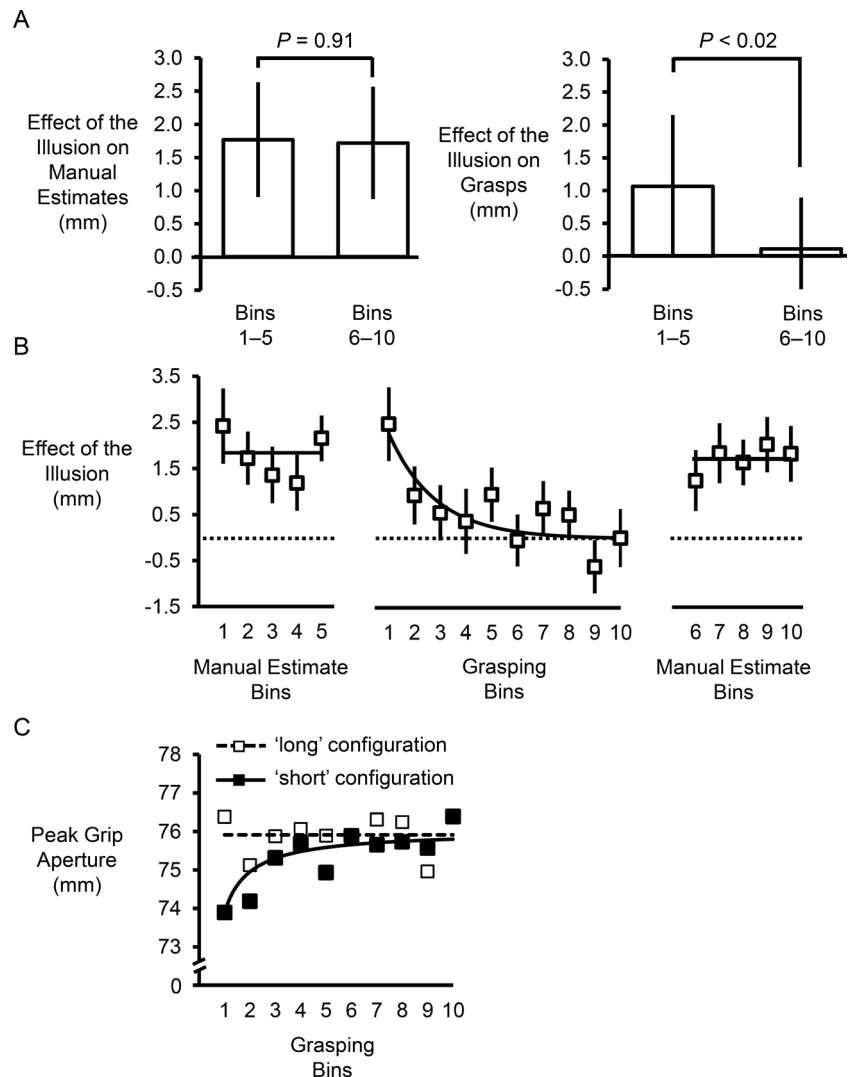 A
P = 0.91
P < 0.02
Effect of the
Illusion on
Manual
Estimates
(mm)
3.0
2.5
2.0
1.5
1.0
0.5
0.0
-0.5
Bins
1–5
Bins
6–10
Effect of the
Illusion on
Grasps
(mm)
3.0
2.5
2.0
1.5
1.0
0.5
0.0
-0.5
Bins
1–5
Bins
6–10
B
Effect of the
Illusion
(mm)
3.5
2.5
1.5
0.5
-0.5
-1.5
1 2 3 4 5
Manual Estimate
Bins
1 2 3 4 5 6 7 8 9 10
Grasping
Bins
6 7 8 9 10
Manual Estimate
Bins
C
'long' configuration
'short' configuration
Peak Grip
Aperture
(mm)
78
77
76
75
74
73
0
1 2 3 4 5 6 7 8 9 10
Grasping
Bins